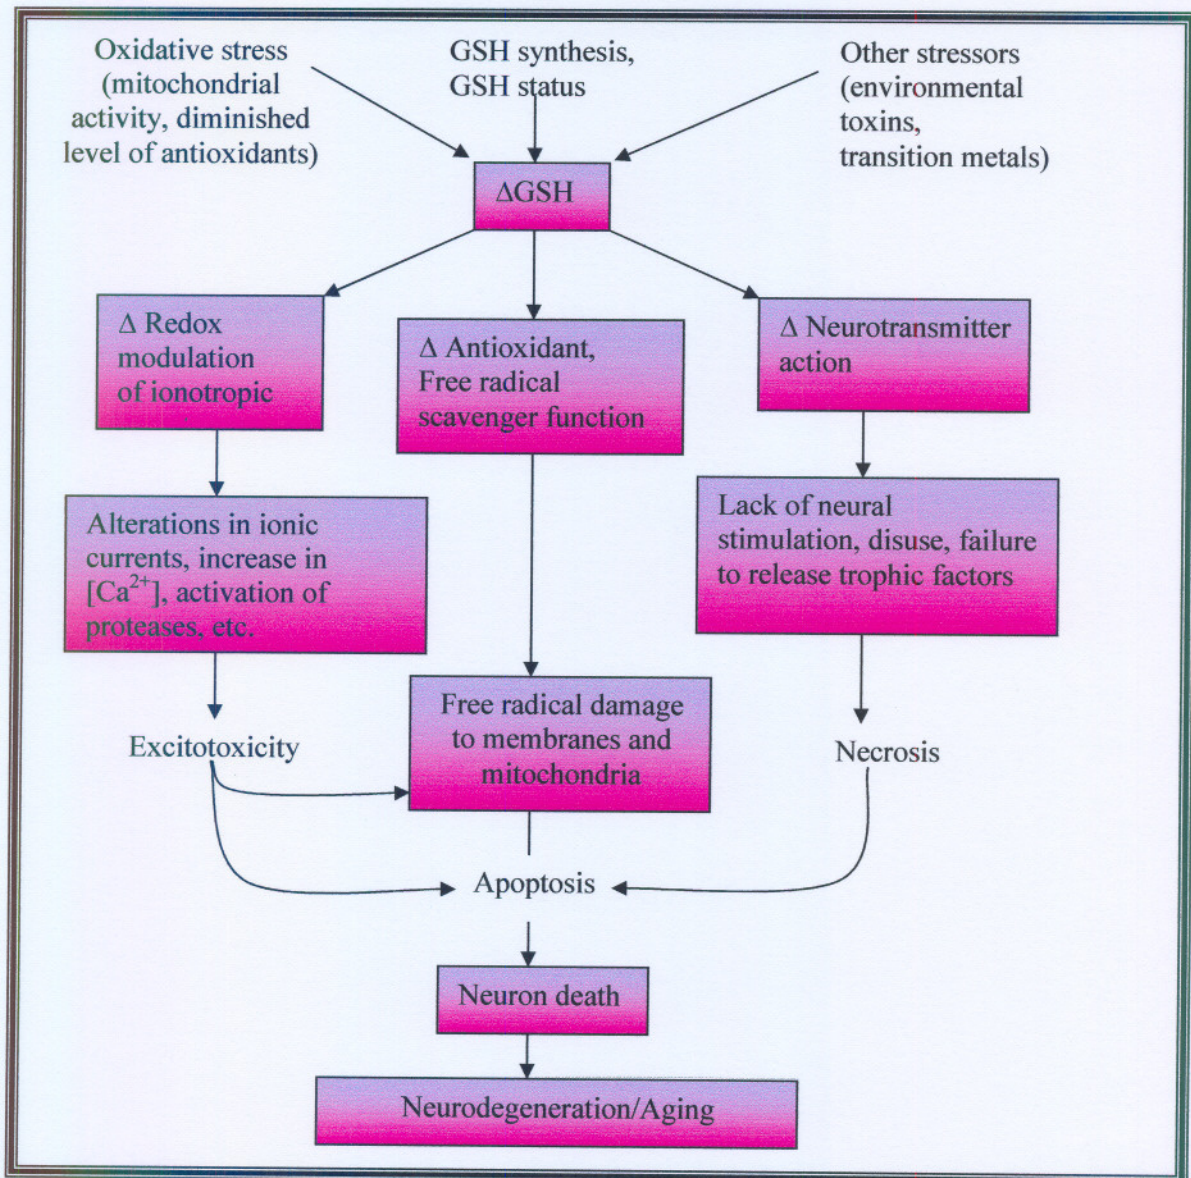 Oxidative stress
(mitochondrial
activity, diminished
level of antioxidants)
GSH synthesis,
GSH status
Other stressors
(environmental
toxins,
transition metals)
ΔGSH
Δ Redox
modulation
of ionotropic
Δ Antioxidant,
Free radical
scavenger function
Δ Neurotransmitter
action
Alterations in ionic
currents, increase in
[Ca²⁺], activation of
proteases, etc.
Lack of neural
stimulation, disuse, failure
to release trophic factors
Free radical damage
to membranes and
mitochondria
Excitotoxicity
Necrosis
Apoptosis
Neuron death
Neurodegeneration/Aging